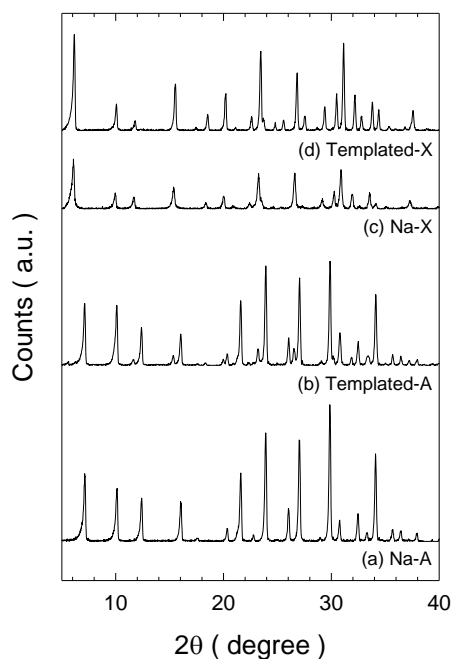 (d) Templated-X
(c) Na-X
(b) Templated-A
(a) Na-A
Counts ( a.u. )
10 20 30 40
2θ ( degree )